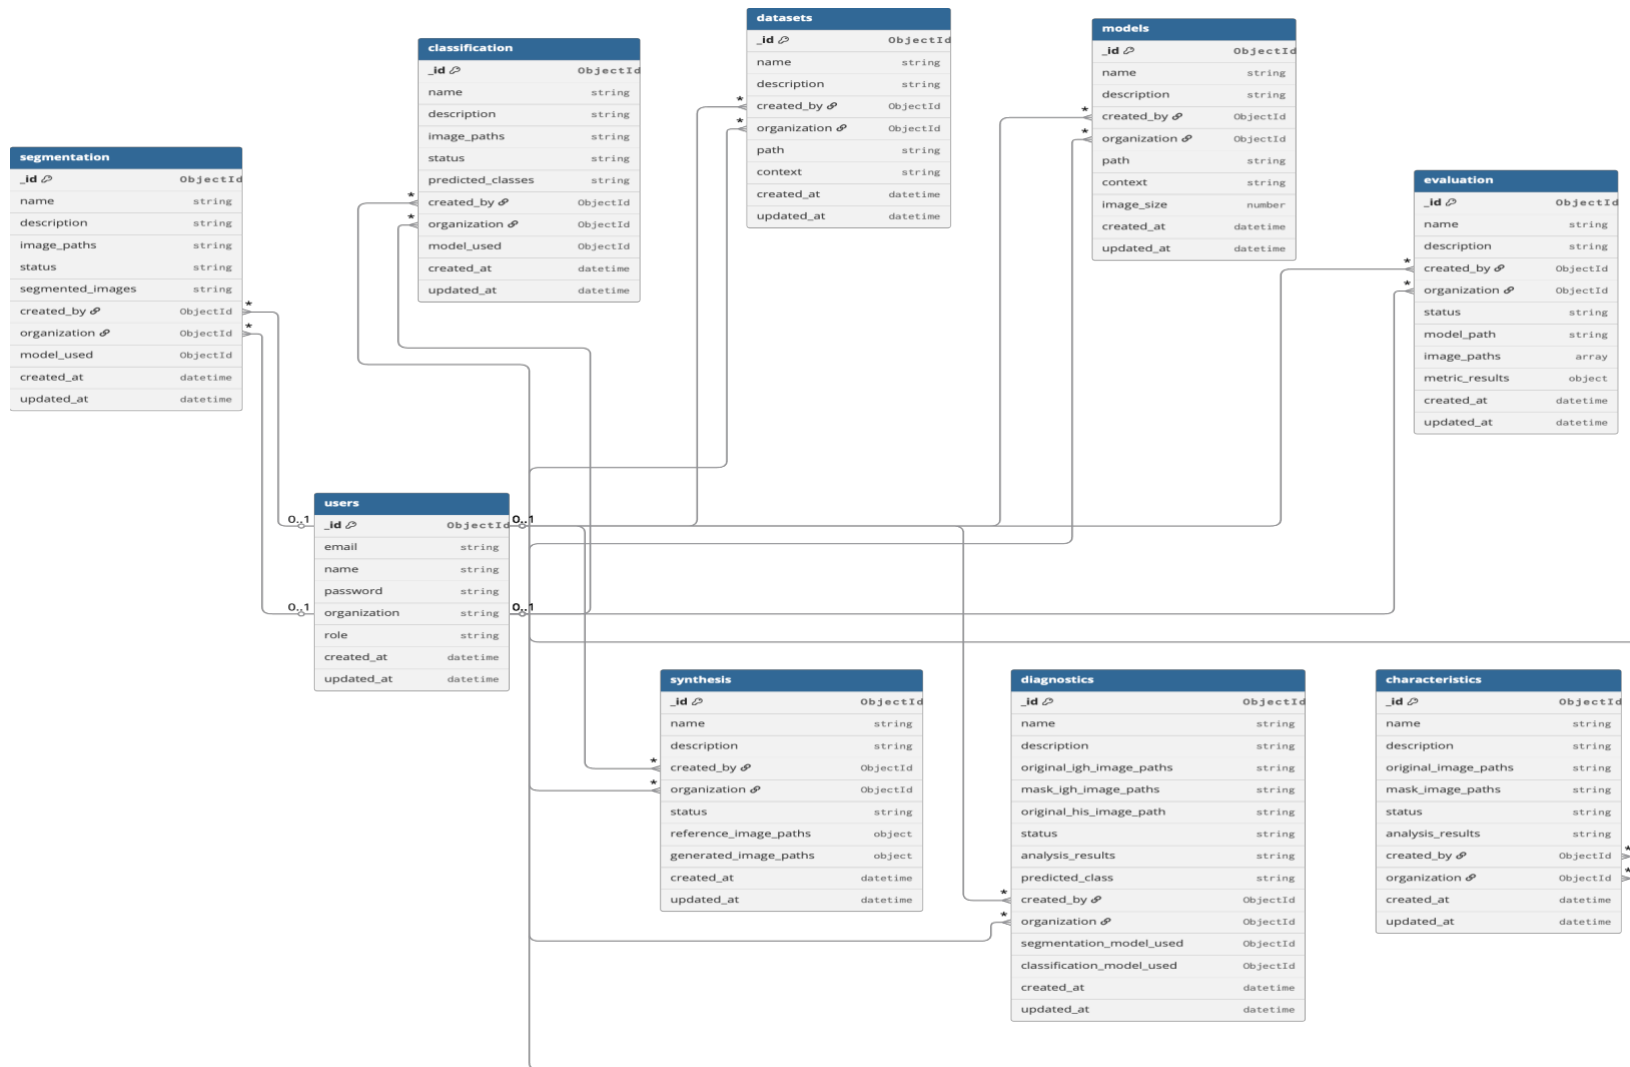 datasets
_id ObjectId
name string
description string
created_by ObjectId
organization ObjectId
path string
context string
created_at datetime
updated_at datetime
models
_id ObjectId
name string
description string
created_by ObjectId
organization ObjectId
path string
context string
image_size number
created_at datetime
updated_at datetime
classification
_id ObjectId
name string
description string
image_paths string
status string
predicted_classes string
created_by ObjectId
organization ObjectId
model_used ObjectId
created_at datetime
updated_at datetime
segmentation
_id ObjectId
name string
description string
image_paths string
status string
segmented_images string
created_by ObjectId
organization ObjectId
model_used ObjectId
created_at datetime
updated_at datetime
evaluation
_id ObjectId
name string
description string
created_by ObjectId
organization ObjectId
status string
model_path string
image_paths array
metric_results object
created_at datetime
updated_at datetime
users
0..1 _id ObjectId 0..1
email string
name string
password string
0..1 organization string 0..1
role string
created_at datetime
updated_at datetime
synthesis
_id ObjectId
name string
description string
* created_by ObjectId
* organization ObjectId
status string
reference_image_paths object
generated_image_paths object
created_at datetime
updated_at datetime
diagnostics
_id ObjectId
name string
description string
original_igh_image_paths string
mask_igh_image_paths string
original_his_image_path string
status string
analysis_results string
predicted_class string
* created_by ObjectId
* organization ObjectId
segmentation_model_used ObjectId
classification_model_used ObjectId
created_at datetime
updated_at datetime
characteristics
_id ObjectId
name string
description string
original_image_paths string
mask_image_paths string
status string
analysis_results string
created_by ObjectId *
organization ObjectId *
created_at datetime
updated_at datetime